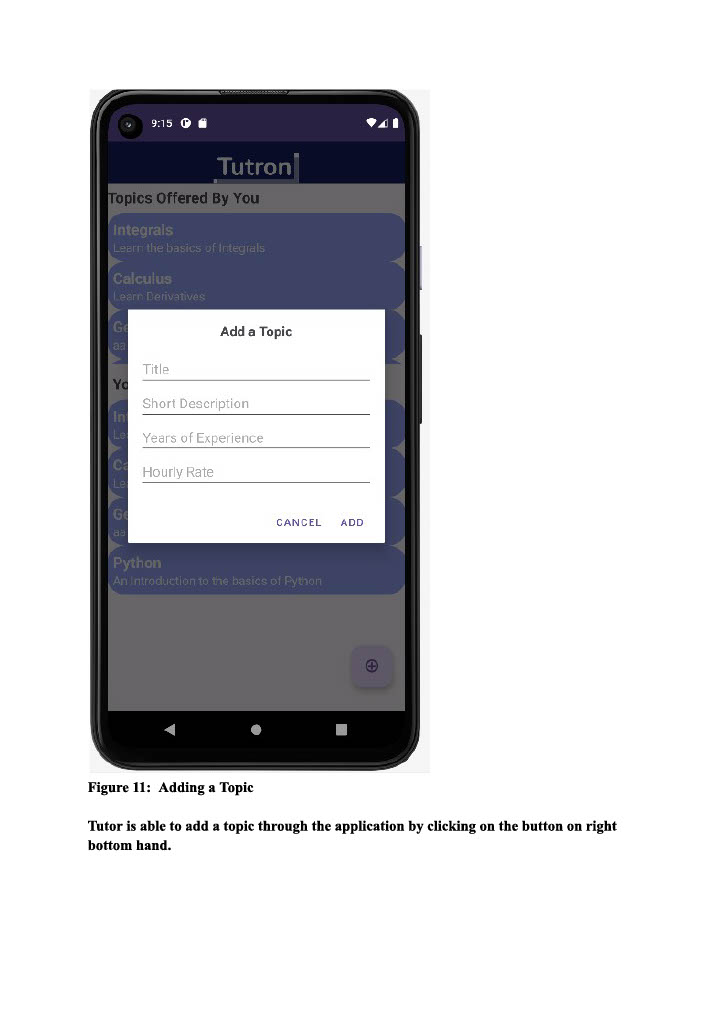 9:15
Tutron
Topics Offered By You
Integrals
Learn the basics of Integrals
Calculus
Learn Derivatives
Ge
aa
Add a Topic
Title
Short Description
Years of Experience
Hourly Rate
CANCEL ADD
Yo
In
Le
Ca
Le
Ge
aa
Python
An Introduction to the basics of Python
Figure 11: Adding a Topic
Tutor is able to add a topic through the application by clicking on the button on right
bottom hand.